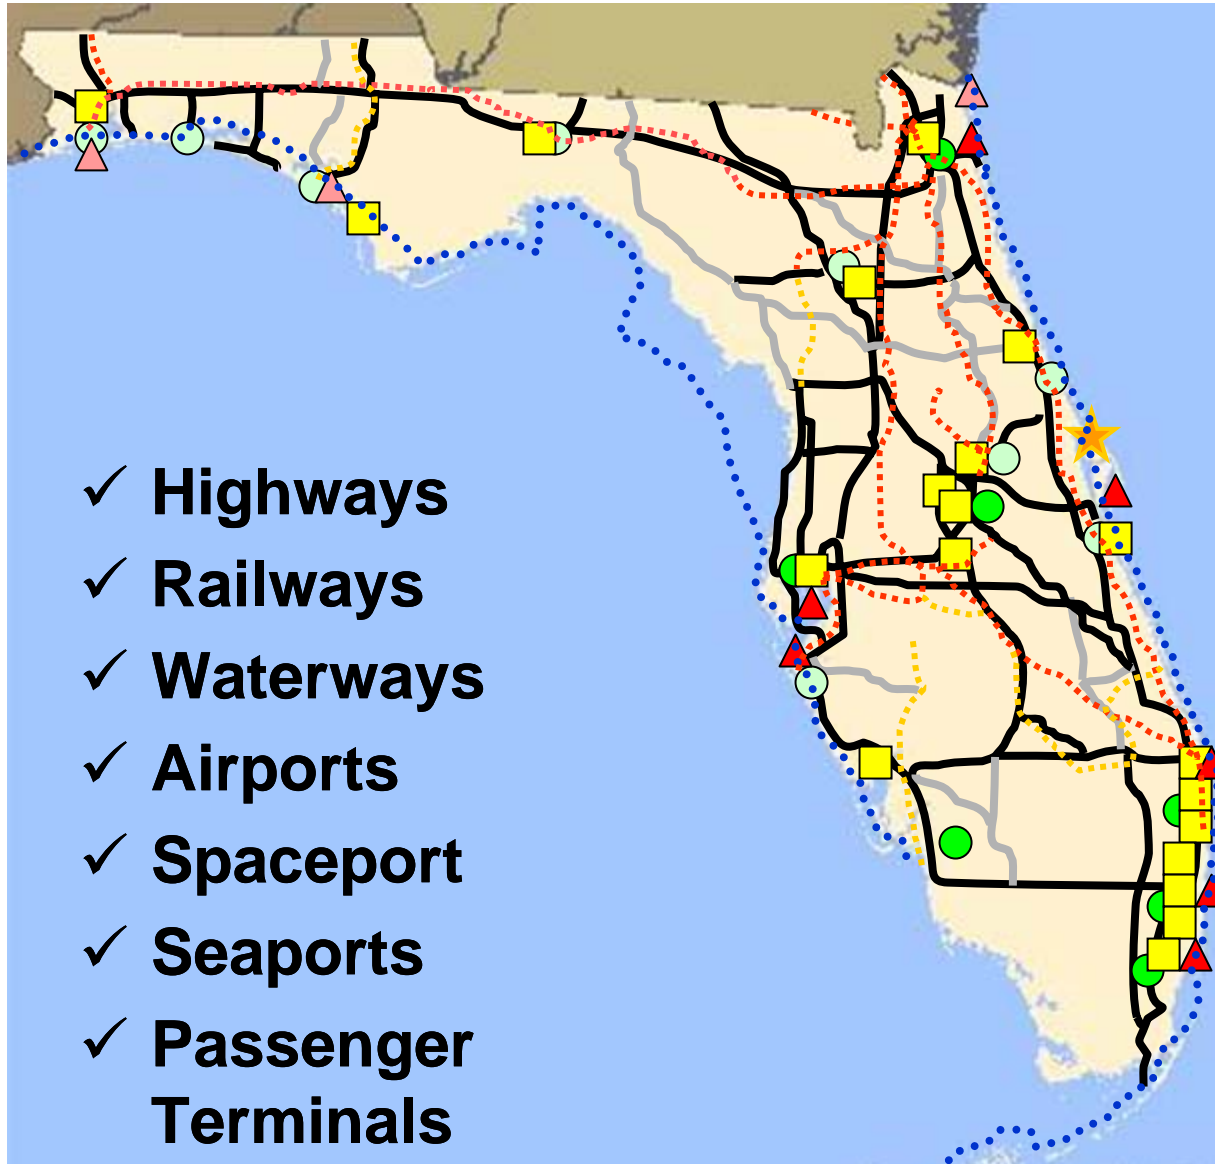 ✓ Highways
✓ Railways
✓ Waterways
✓ Airports
✓ Spaceport
✓ Seaports
✓ Passenger
Terminals